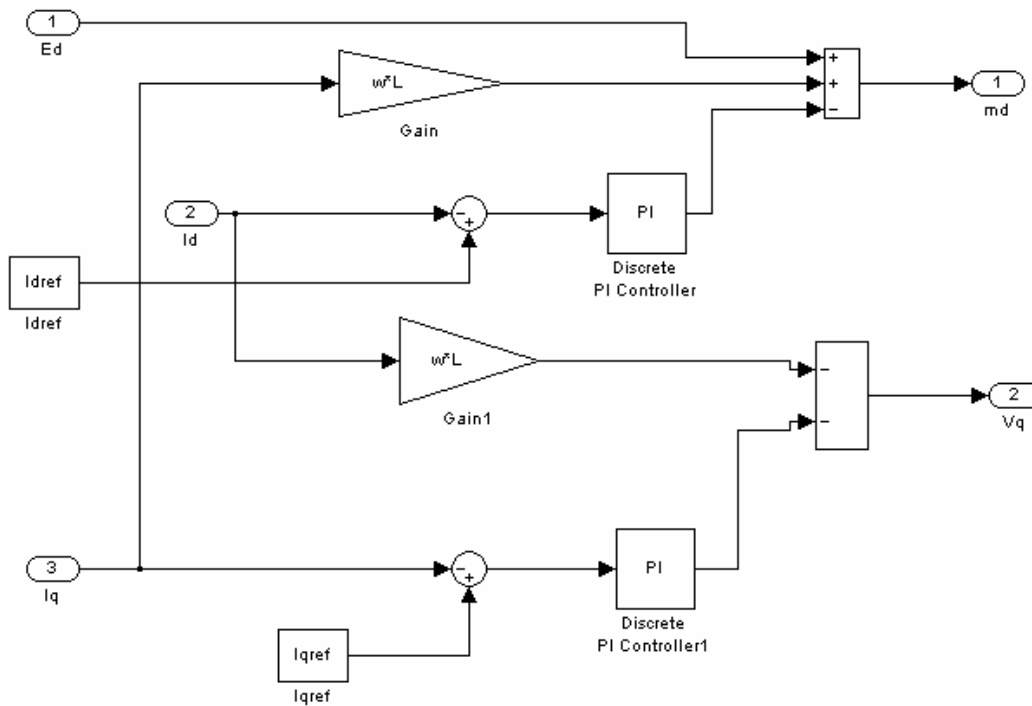 1
Ed
w*L
Gain
+
+
-
1
md
2
Id
-
+
PI
Discrete
PI Controller
Idref
Idref
w*L
Gain1
-
-
2
Vq
3
Iq
-
+
PI
Discrete
PI Controller1
Iqref
Iqref